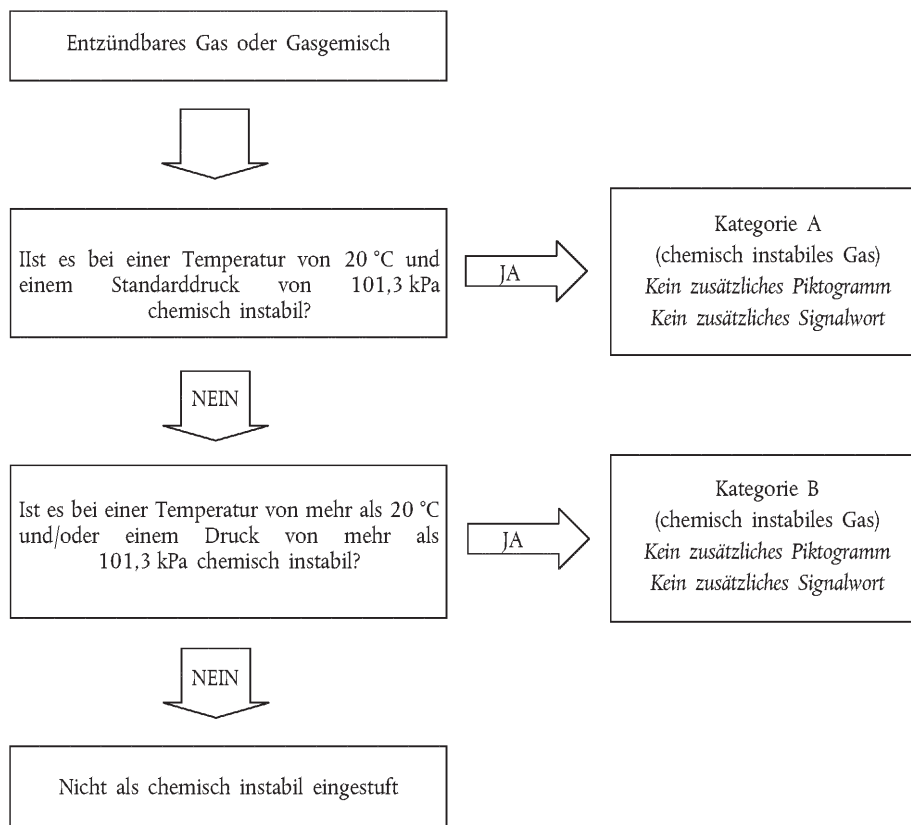 Entzündbares Gas oder Gasgemisch
IIst es bei einer Temperatur von 20 °C und
einem Standarddruck von 101,3 kPa
chemisch instabil?
JA
Kategorie A
(chemisch instabiles Gas)
Kein zusätzliches Piktogramm
Kein zusätzliches Signalwort
NEIN
Ist es bei einer Temperatur von mehr als 20 °C
und/oder einem Druck von mehr als
101,3 kPa chemisch instabil?
JA
Kategorie B
(chemisch instabiles Gas)
Kein zusätzliches Piktogramm
Kein zusätzliches Signalwort
NEIN
Nicht als chemisch instabil eingestuft